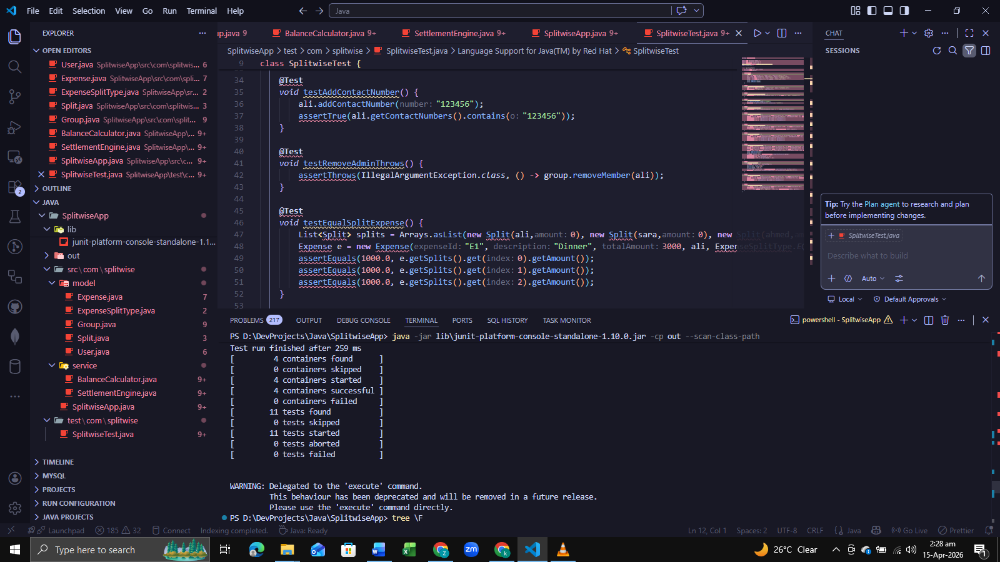 File Edit Selection View Go Run Terminal Help
Java
EXPLORER
OPEN EDITORS
User.java SplitwiseApp\src\com\splitwis... 6
Expense.java SplitwiseApp\src\com\spli... 7
ExpenseSplitType.java SplitwiseApp\sr... 2
Split.java SplitwiseApp\src\com\splitwis... 3
Group.java SplitwiseApp\src\com\split... 9
BalanceCalculator.java SplitwiseApp\... 9+
SettlementEngine.java SplitwiseApp\... 9+
SplitwiseApp.java SplitwiseApp\src\c... 9+
SplitwiseTest.java SplitwiseApp\test\c... 9+
OUTLINE
JAVA
SplitwiseApp
lib
junit-platform-console-standalone-1.1...
out
src\com\splitwise
model
Expense.java 7
ExpenseSplitType.java 2
Group.java 9
Split.java 3
User.java 6
service
BalanceCalculator.java 9+
SettlementEngine.java 9+
SplitwiseApp.java 9+
test\com\splitwise
SplitwiseTest.java 9+
TIMELINE
MYSQL
PROJECTS
RUN CONFIGURATION
JAVA PROJECTS
2
up.java 9 BalanceCalculator.java 9+ SettlementEngine.java 9+ SplitwiseApp.java 9+ SplitwiseTest.java 9+
SplitwiseApp > test > com > splitwise > SplitwiseTest.java > Language Support for Java(TM) by Red Hat > SplitwiseTest
9 class SplitwiseTest {
34 @Test
35 void testAddContactNumber() {
36 ali.addContactNumber(number: "123456");
37 assertTrue(ali.getContactNumbers().contains(o: "123456"));
38 }
39
40 @Test
41 void testRemoveAdminThrows() {
42 assertThrows(IllegalArgumentException.class, () -> group.removeMember(ali));
43 }
44
45 @Test
46 void testEqualSplitExpense() {
47 List<Split> splits = Arrays.asList(new Split(ali,amount: 0), new Split(sara,amount: 0), new Split(ahmed,
48 Expense e = new Expense(expenseId: "E1", description: "Dinner", totalAmount: 3000, ali, ExpenseSplitType.
49 assertEquals(1000.0, e.getSplits().get(index: 0).getAmount());
50 assertEquals(1000.0, e.getSplits().get(index: 1).getAmount());
51 assertEquals(1000.0, e.getSplits().get(index: 2).getAmount());
52 }
53
PROBLEMS 217 OUTPUT DEBUG CONSOLE TERMINAL PORTS SQL HISTORY TASK MONITOR
powershell - SplitwiseApp
PS D:\DevProjects\Java\SplitwiseApp> java -jar lib\junit-platform-console-standalone-1.10.0.jar -cp out --scan-class-path
Test run finished after 259 ms
[ 4 containers found ]
[ 0 containers skipped ]
[ 4 containers started ]
[ 4 containers successful ]
[ 0 containers failed ]
[ 11 tests found ]
[ 0 tests skipped ]
[ 11 tests started ]
[ 0 tests aborted ]
[ 0 tests failed ]
WARNING: Delegated to the 'execute' command.
This behaviour has been deprecated and will be removed in a future release.
Please use the 'execute' command directly.
PS D:\DevProjects\Java\SplitwiseApp> tree \F
CHAT
SESSIONS
Tip: Try the Plan agent to research and plan
before implementing changes.
SplitwiseTest.java
Describe what to build
Auto
Local Default Approvals
Launchpad 185 32 Connect Indexing completed. Java: Ready
Ln 12, Col 1 Spaces: 2 UTF-8 CRLF Java Go Live Prettier
Type here to search
26°C Clear
2:28 am
15-Apr-2026
1